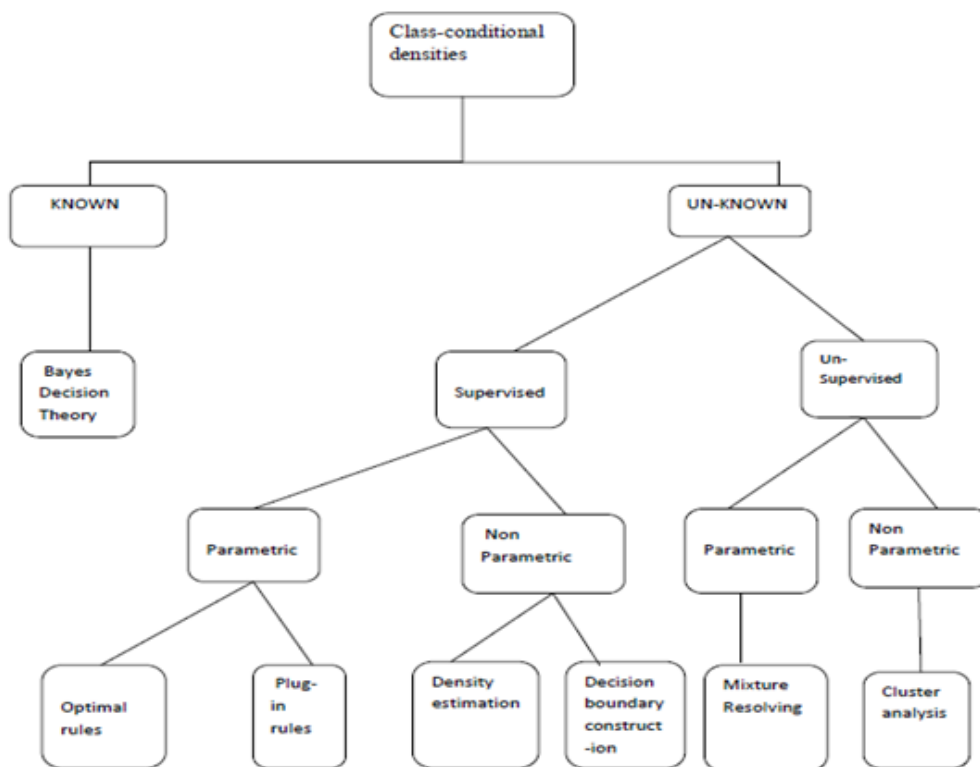 Class-conditional
densities
KNOWN
UN-KNOWN
Bayes
Decision
Theory
Supervised
Un-
Supervised
Parametric
Non
Parametric
Parametric
Non
Parametric
Optimal
rules
Plug-
in
rules
Density
estimation
Decision
boundary
construct
-ion
Mixture
Resolving
Cluster
analysis